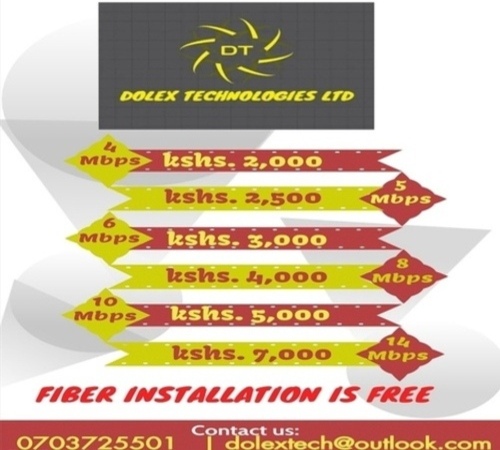 DT
DOLEX TECHNOLOGIES LTD
4 Mbps kshs. 2,000
kshs. 2,500 5 Mbps
6 Mbps kshs. 3,000
kshs. 4,000 8 Mbps
10 Mbps kshs. 5,000
kshs. 7,000 14 Mbps
FIBER INSTALLATION IS FREE
Contact us:
0703725501 | dolextech@outlook.com